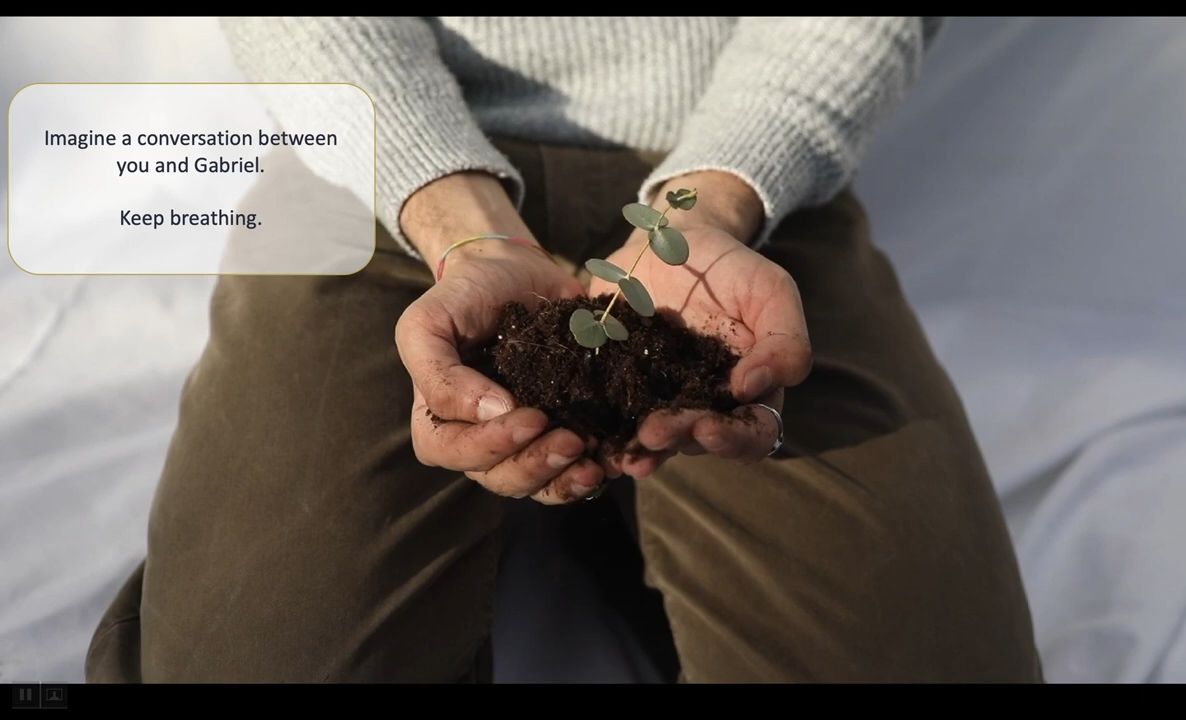 Imagine a conversation between
you and Gabriel.
Keep breathing.